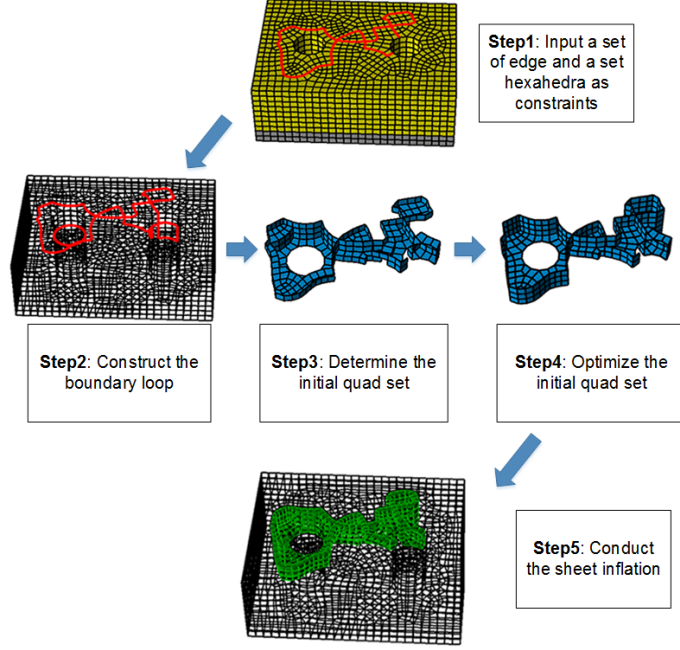 Step1: Input a set
of edge and a set
hexahedra as
constraints
Step2: Construct the
boundary loop
Step3: Determine the
initial quad set
Step4: Optimize the
initial quad set
Step5: Conduct
the sheet inflation